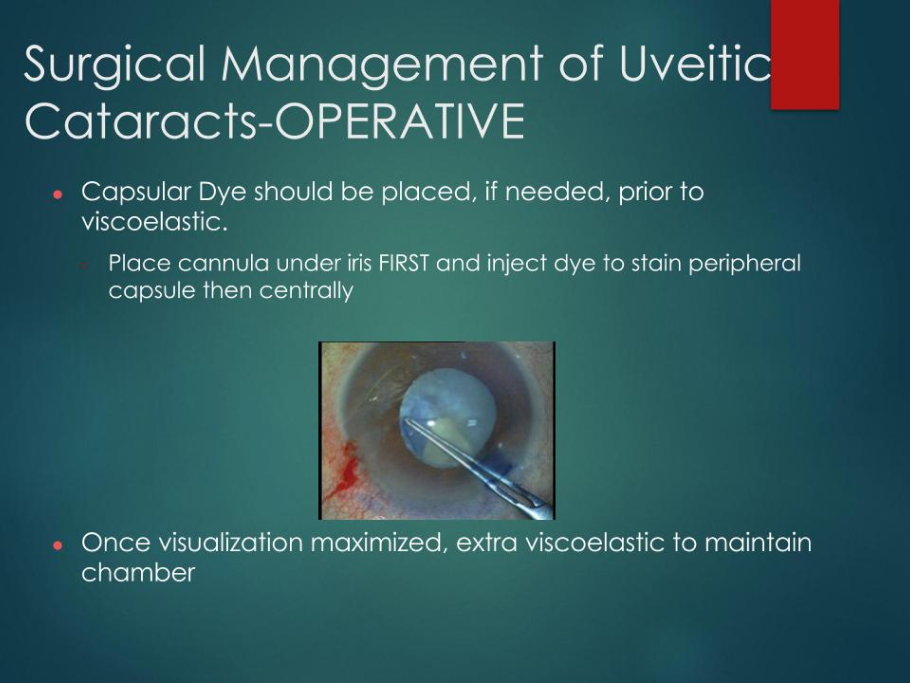 Surgical Management of Uveitic
Cataracts-OPERATIVE
Capsular Dye should be placed, if needed, prior to
viscoelastic.
Place cannula under iris FIRST and inject dye to stain peripheral
capsule then centrally
Once visualization maximized, extra viscoelastic to maintain
chamber